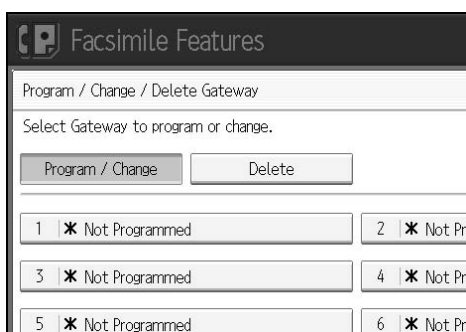 Facsimile Features
Program / Change / Delete Gateway
Select Gateway to program or change.
Program / Change Delete
1 * Not Programmed 2 * Not Pr
3 * Not Programmed 4 * Not Pr
5 * Not Programmed 6 * Not Pr